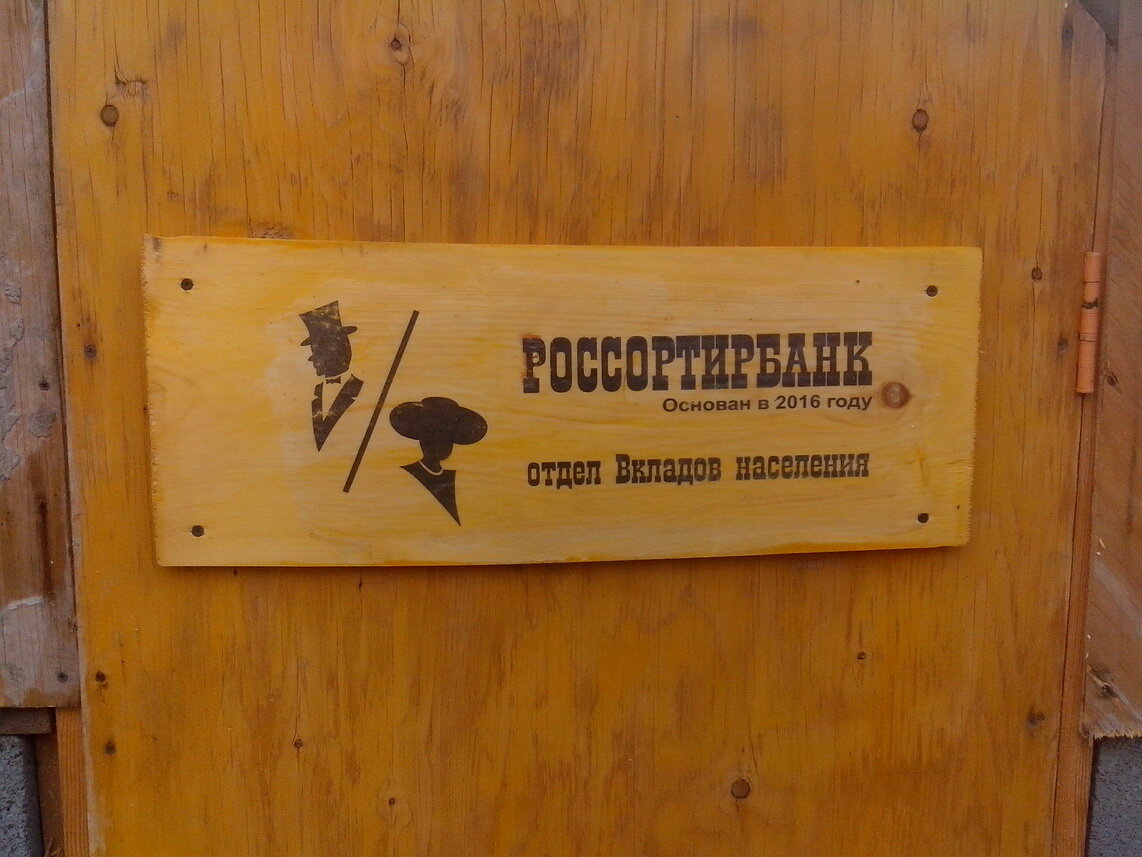 РОССОРТИРБАНК
Основан в 2016 году
отдел Вкладов населения